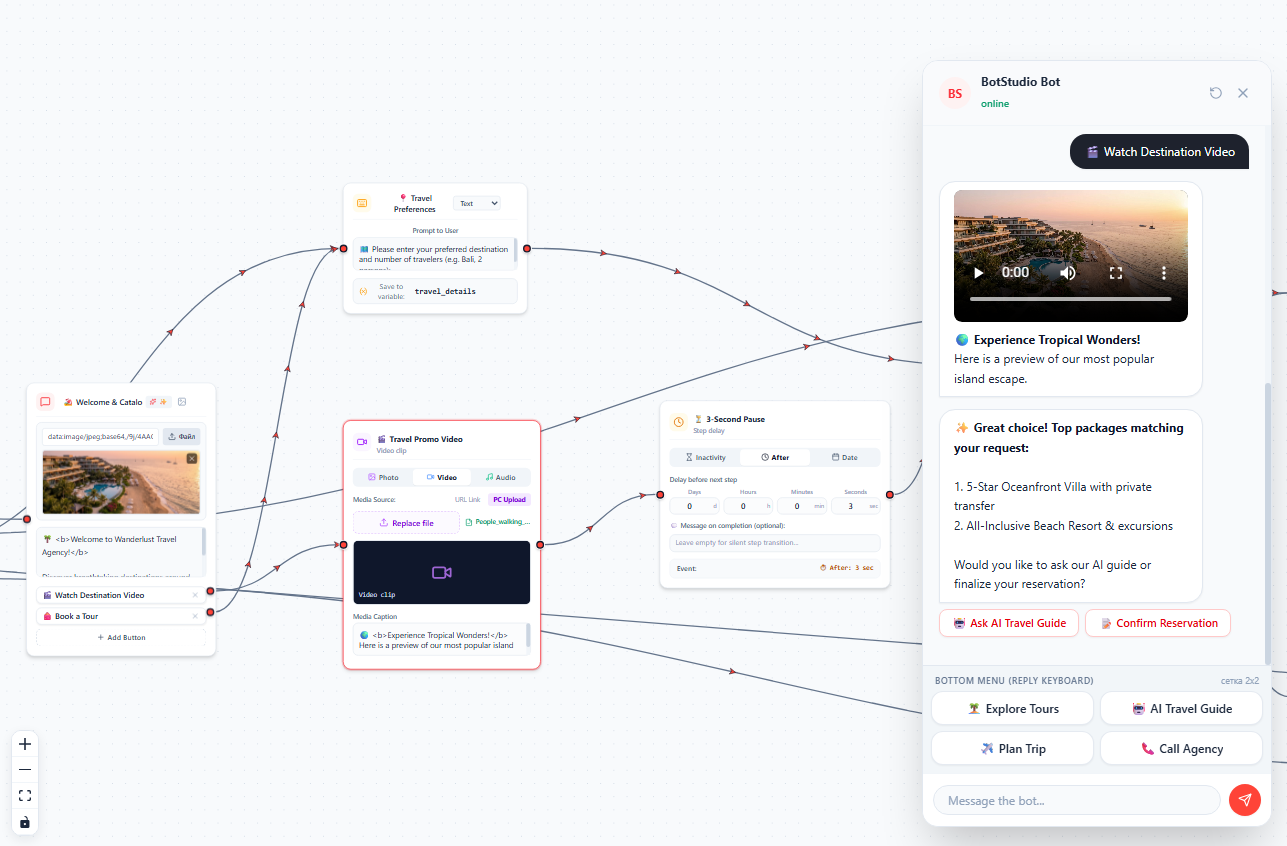 Travel
Preferences
Text
Prompt to User
Please enter your preferred destination
and number of travelers (e.g. Bali, 2
Save to
variable:
travel_details
Welcome & Catalo
data:image/jpeg;base64,/9j/4AAC
Файл
<b>Welcome to Wanderlust Travel
Agency!</b>
Discover breathtaking destinations around
Watch Destination Video
Book a Tour
+ Add Button
Travel Promo Video
Video clip
Photo
Video
Audio
Media Source:
URL Link
PC Upload
Replace file
People_walking_...
Video clip
Media Caption
<b>Experience Tropical Wonders!</b>
Here is a preview of our most popular island
3-Second Pause
Step delay
Inactivity
After
Date
Delay before next step
Days
Hours
Minutes
Seconds
0 d
0 h
0 min
3 sec
Message on completion (optional):
Leave empty for silent step transition...
Event:
After: 3 sec
BS
BotStudio Bot
online
Watch Destination Video
0:00
Experience Tropical Wonders!
Here is a preview of our most popular
island escape.
Great choice! Top packages matching
your request:
1. 5-Star Oceanfront Villa with private
transfer
2. All-Inclusive Beach Resort & excursions
Would you like to ask our AI guide or
finalize your reservation?
Ask AI Travel Guide
Confirm Reservation
BOTTOM MENU (REPLY KEYBOARD)
сетка 2x2
Explore Tours
AI Travel Guide
Plan Trip
Call Agency
Message the bot...